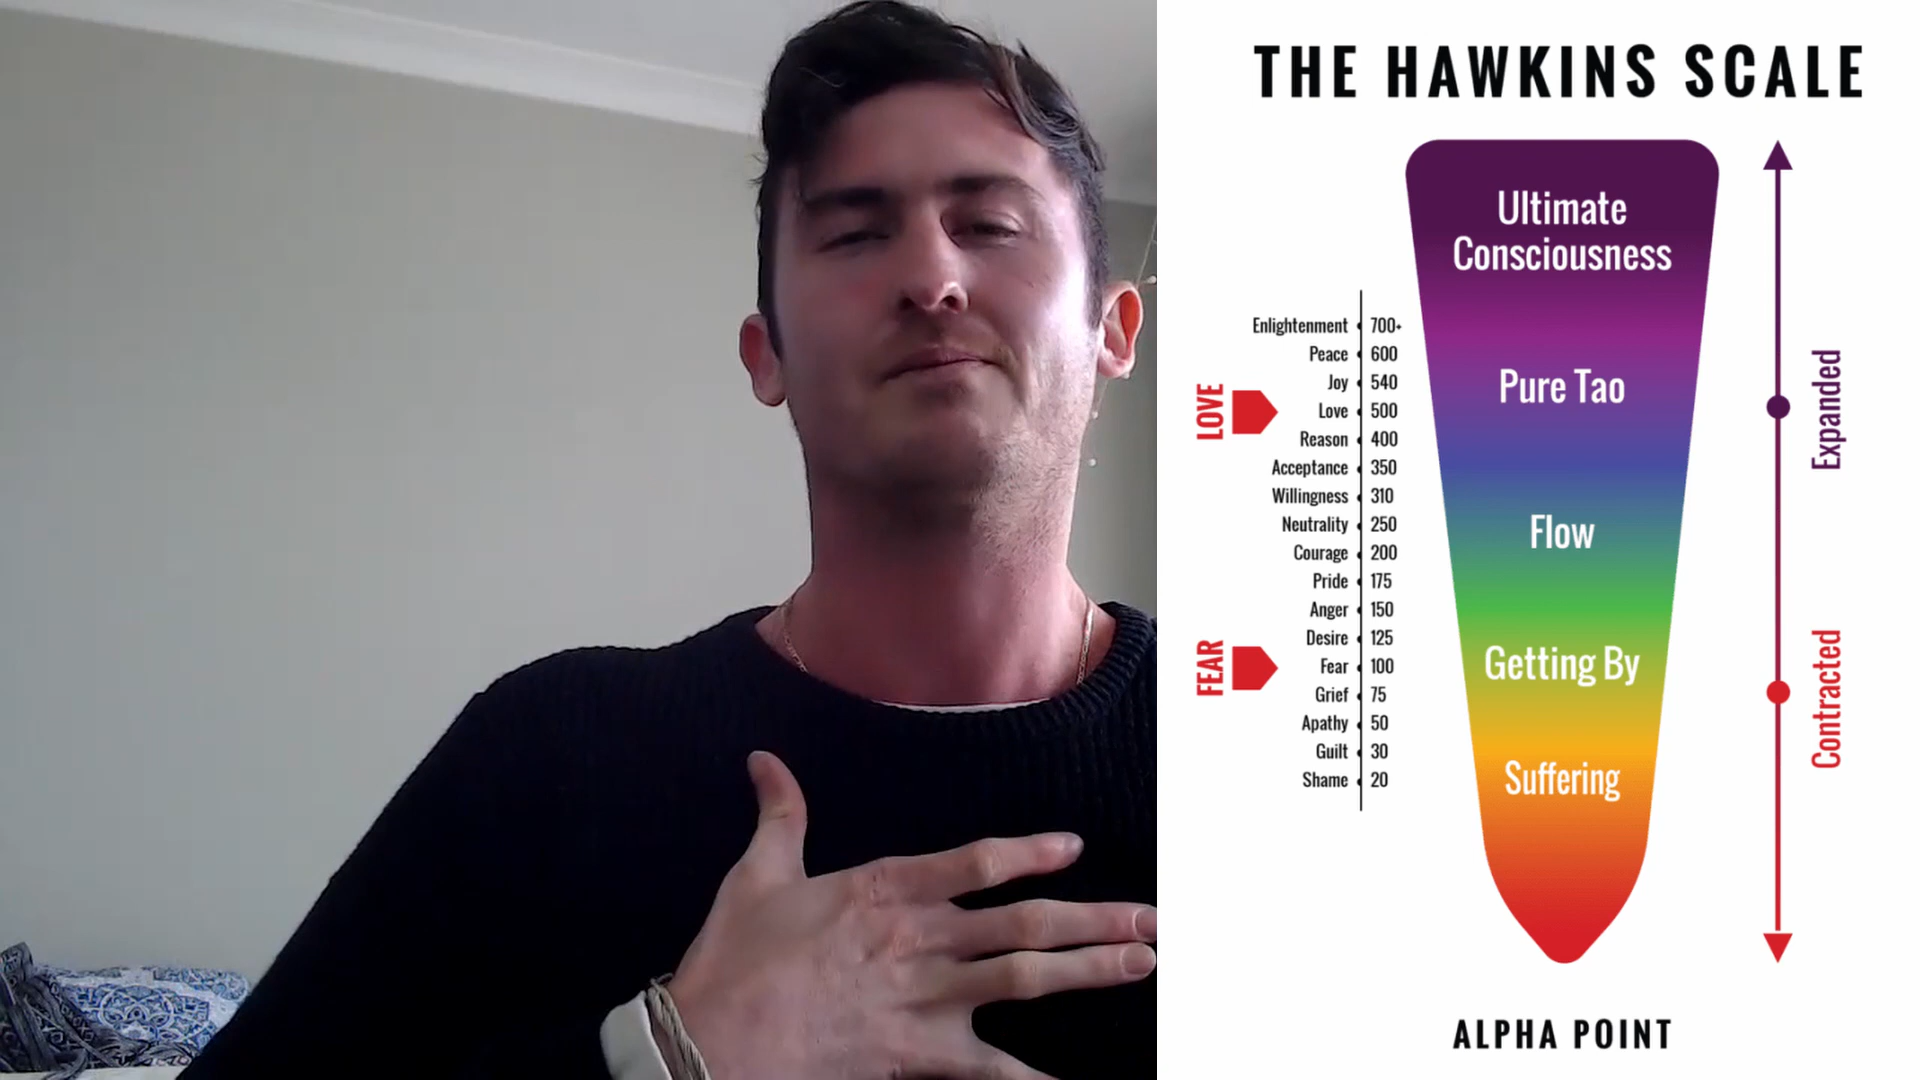 THE HAWKINS SCALE
Ultimate
Consciousness
Enlightenment 700+
Peace 600
Joy 540
Love 500
Reason 400
Acceptance 350
Willingness 310
Neutrality 250
Courage 200
Pride 175
Anger 150
Desire 125
Fear 100
Grief 75
Apathy 50
Guilt 30
Shame 20
LOVE
FEAR
Pure Tao
Flow
Getting By
Suffering
Expanded
Contracted
ALPHA POINT